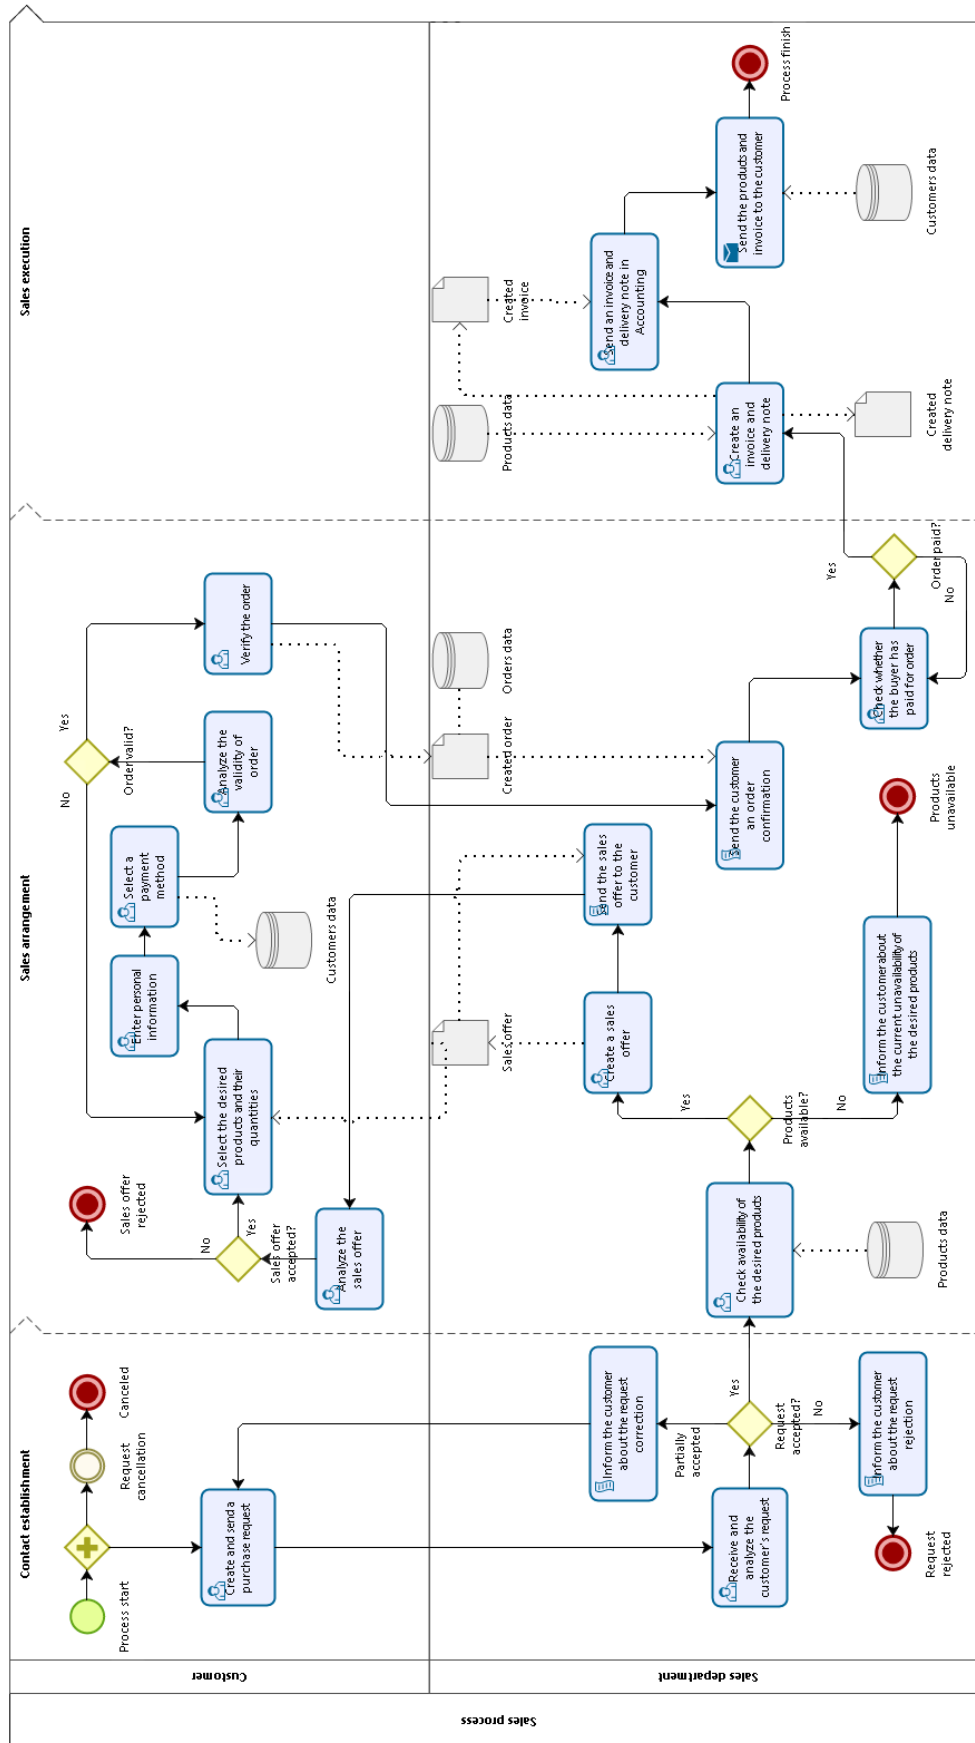 Sales process
Customer
Sales department
Contact establishment
Sales arrangement
Sales execution
Process start
Request
cancellation
Canceled
Create and send a
purchase request
Receive and
analyze the
customer's request
Request
accepted?
Partially
accepted
Yes
No
Inform the customer
about the request
correction
Inform the customer
about the request
rejection
Request
rejected
Check availability of
the desired products
Products data
Products
available?
Yes
No
Create a sales
offer
Sales offer
Send the sales
offer to the
customer
Inform the customer about
the current unavailability of
the desired products
Products
unavailable
Analyze the
sales offer
Sales offer
accepted?
No
Yes
Sales offer
rejected
Select the desired
products and their
quantities
Enter personal
information
Select a
payment
method
Customers data
Analyze the
validity of
order
Order valid?
No
Yes
Verify the order
Created order
Orders data
Send the customer
an order
confirmation
Check whether
the buyer has
paid for order
Order paid?
Yes
No
Create an
invoice and
delivery note
Products data
Created
invoice
Created
delivery note
Send an invoice and
delivery note in
Accounting
Send the products and
invoice to the customer
Customers data
Process finish